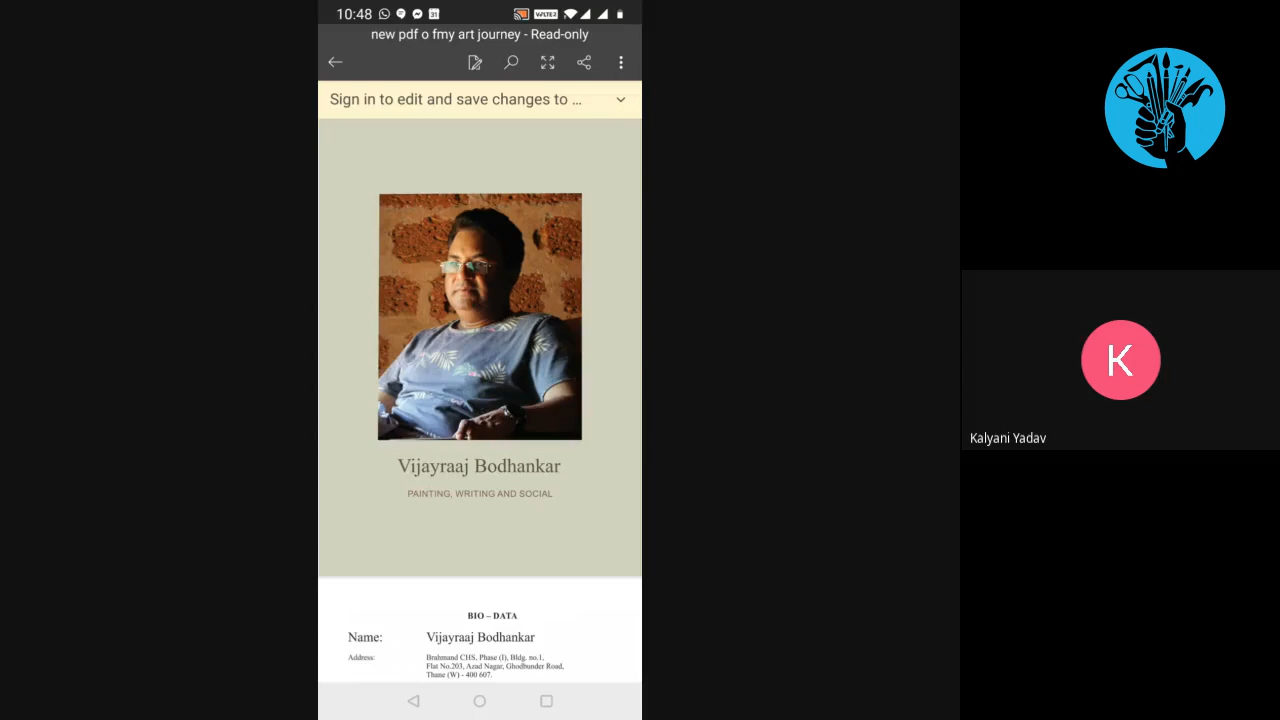 10:48
31
VoLTE2
new pdf o fmy art journey - Read-only
Sign in to edit and save changes to ...
Vijayraaj Bodhankar
PAINTING, WRITING AND SOCIAL
BIO – DATA
Name: Vijayraaj Bodhankar
Address: Brahmand CHS, Phase (I), Bldg. no.1,
Flat No.203, Azad Nagar, Ghodbunder Road,
Thane (W) - 400 607.
K
Kalyani Yadav